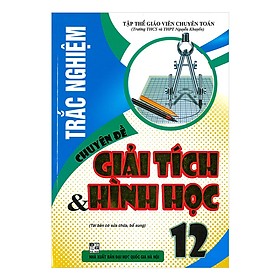 TẬP THỂ GIÁO VIÊN CHUYÊN TOÁN
(Trường THCS và THPT Nguyễn Khuyến)
TRẮC NGHIỆM
CHUYÊN ĐỀ
GIẢI TÍCH
& HÌNH HỌC
12
(Tái bản có sửa chữa, bổ sung)
NHÀ XUẤT BẢN ĐẠI HỌC QUỐC GIA HÀ NỘI